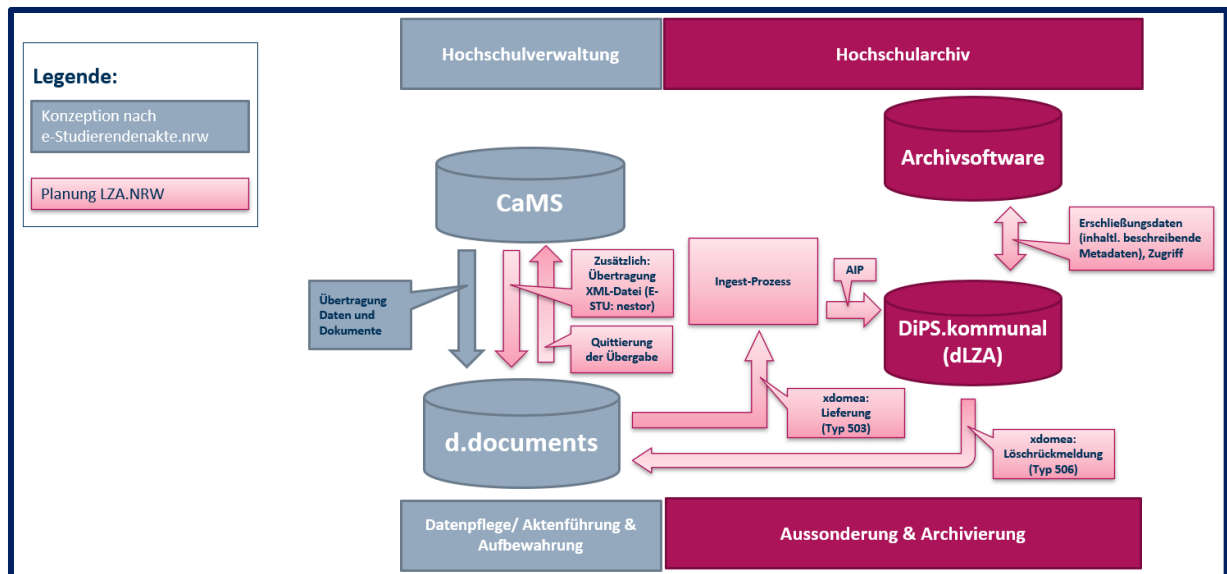 Hochschulverwaltung
Hochschularchiv
Legende:
Konzeption nach
e-Studierendenakte.nrw
Planung LZA.NRW
CaMS
Archivsoftware
Erschließungsdaten
(inhaltl. beschreibende
Metadaten), Zugriff
Zusätzlich:
Übertragung
XML-Datei (E-
STU: nestor)
Ingest-Prozess
AIP
Übertragung
Daten und
Dokumente
Quittierung
der Übergabe
DiPS.kommunal
(dLZA)
xdomea:
Lieferung
(Typ 503)
d.documents
xdomea:
Löschrückmeldung
(Typ 506)
Datenpflege/ Aktenführung &
Aufbewahrung
Aussonderung & Archivierung